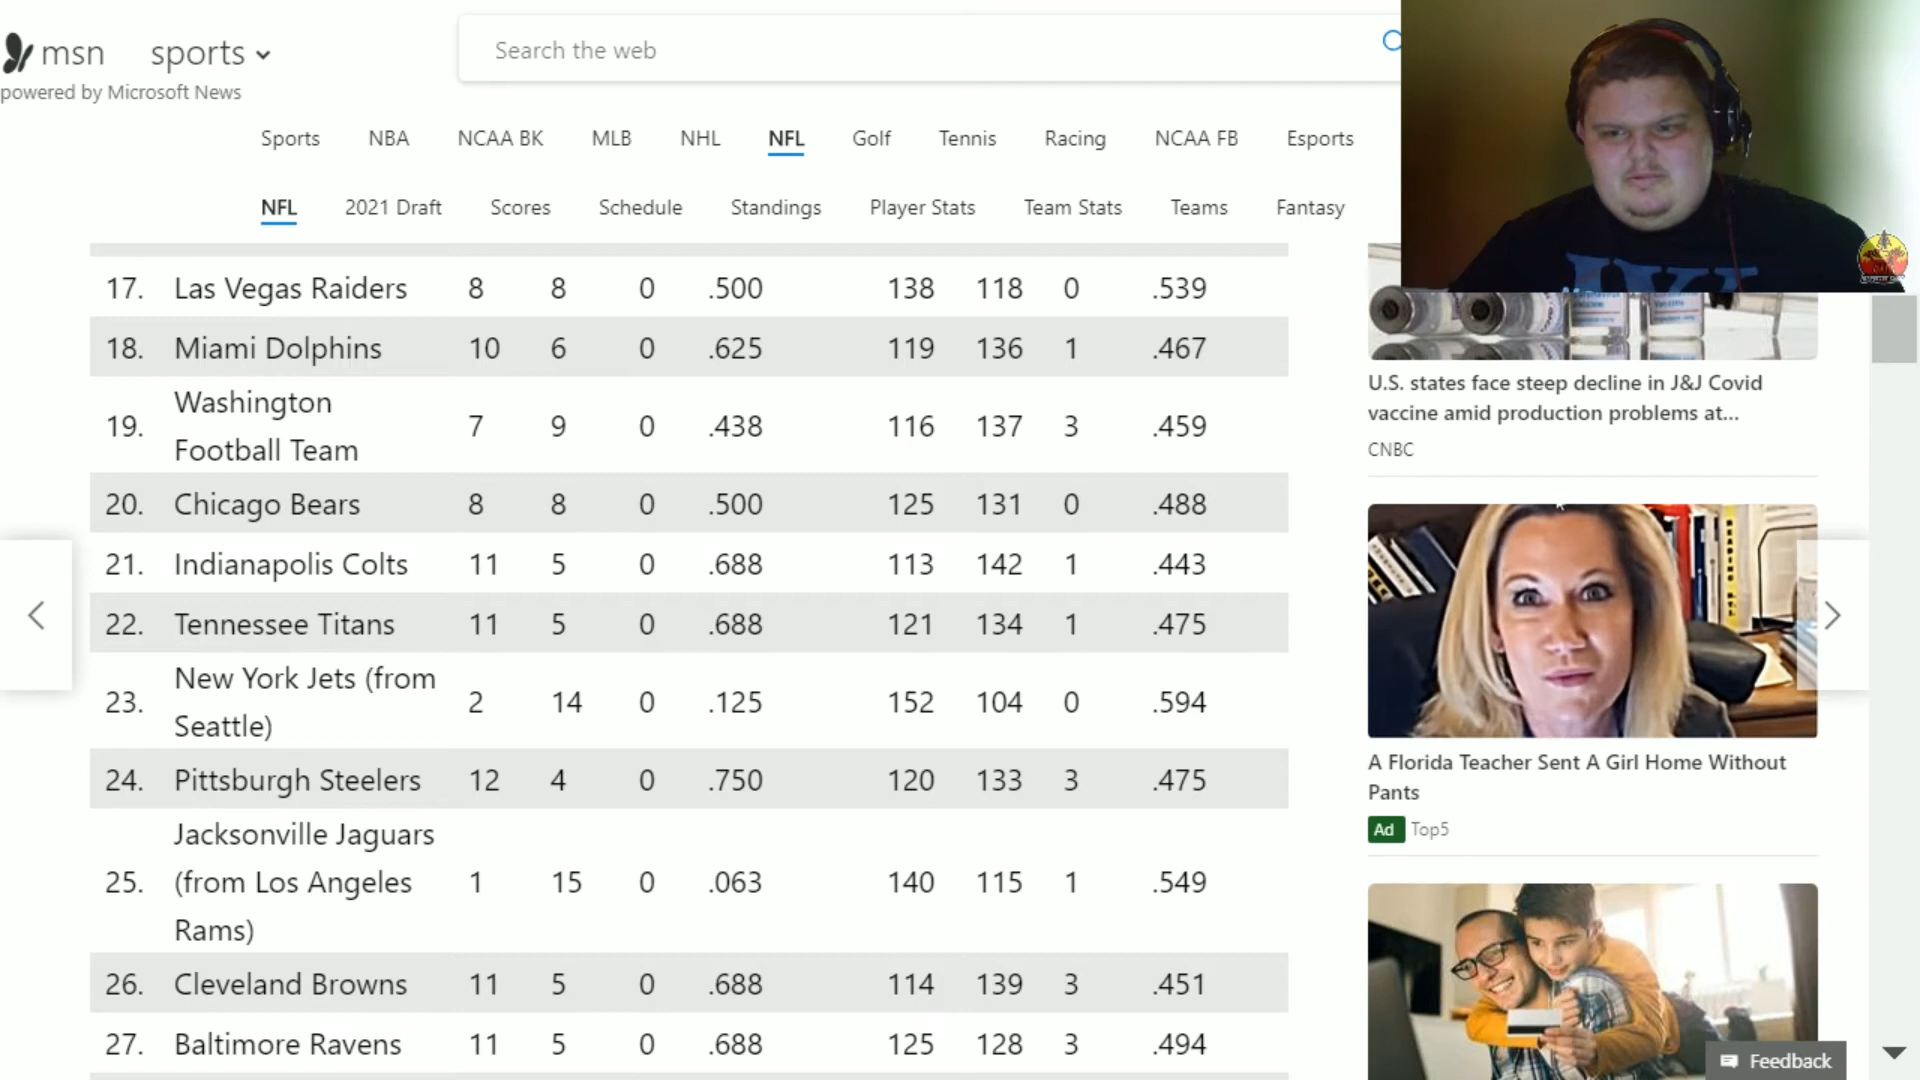 msn sports
powered by Microsoft News
Search the web
Sports NBA NCAA BK MLB NHL NFL Golf Tennis Racing NCAA FB Esports
NFL 2021 Draft Scores Schedule Standings Player Stats Team Stats Teams Fantasy
17. Las Vegas Raiders 8 8 0 .500 138 118 0 .539
18. Miami Dolphins 10 6 0 .625 119 136 1 .467
19. Washington
Football Team 7 9 0 .438 116 137 3 .459
20. Chicago Bears 8 8 0 .500 125 131 0 .488
21. Indianapolis Colts 11 5 0 .688 113 142 1 .443
22. Tennessee Titans 11 5 0 .688 121 134 1 .475
23. New York Jets (from
Seattle) 2 14 0 .125 152 104 0 .594
24. Pittsburgh Steelers 12 4 0 .750 120 133 3 .475
Jacksonville Jaguars
25. (from Los Angeles 1 15 0 .063 140 115 1 .549
Rams)
26. Cleveland Browns 11 5 0 .688 114 139 3 .451
27. Baltimore Ravens 11 5 0 .688 125 128 3 .494
U.S. states face steep decline in J&J Covid
vaccine amid production problems at...
CNBC
A Florida Teacher Sent A Girl Home Without
Pants
Ad Top5
Feedback